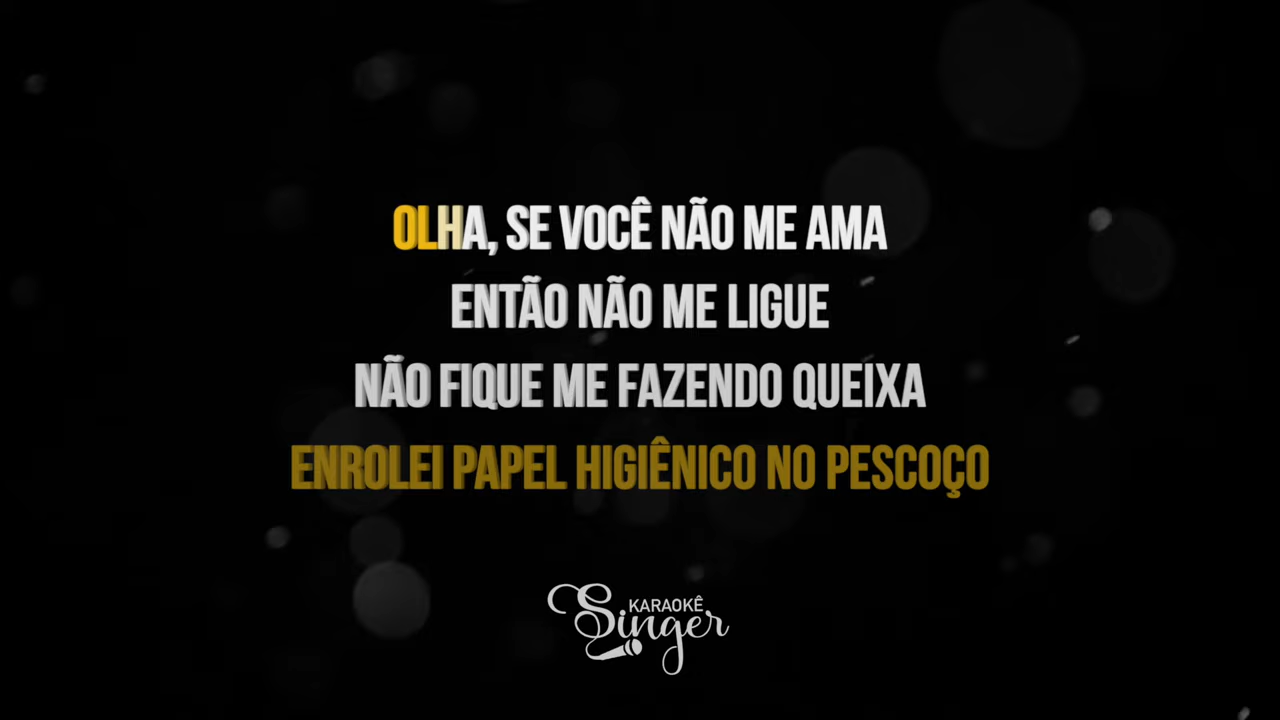 OLHA, SE VOCÊ NÃO ME AMA
ENTÃO NÃO ME LIGUE
NÃO FIQUE ME FAZENDO QUEIXA
ENROLEI PAPEL HIGIÊNICO NO PESCOÇO
KARAOKÊ
Singer